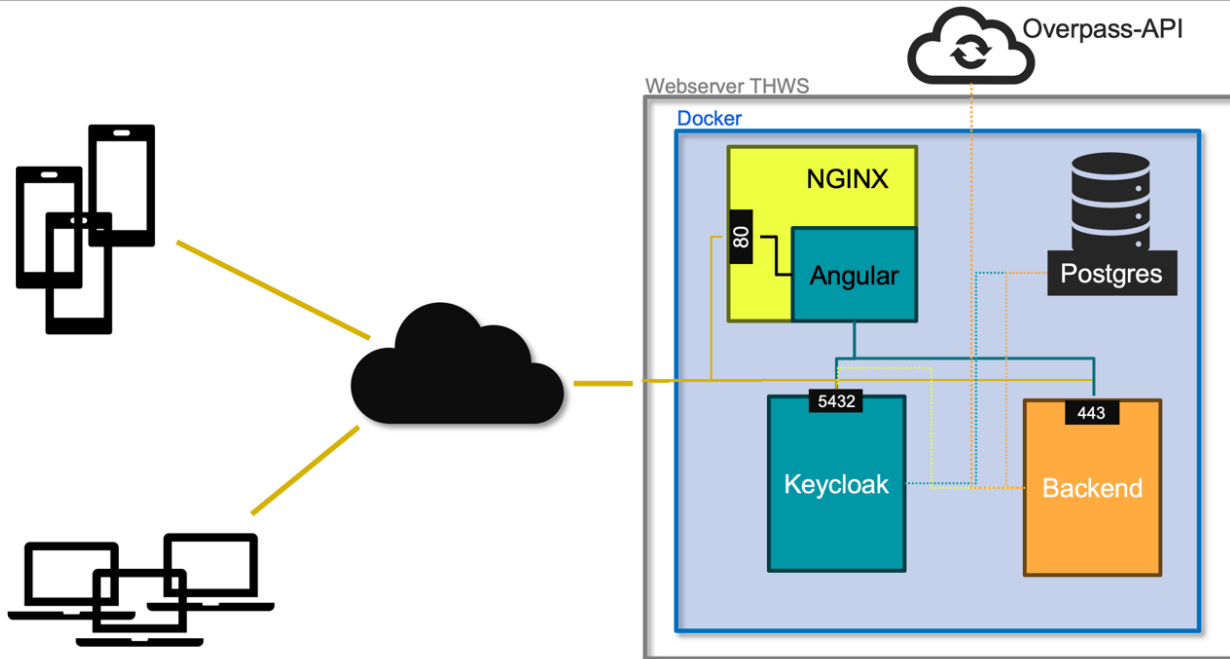 Overpass-API
Webserver THWS
Docker
NGINX
80
Angular
Postgres
5432
443
Keycloak
Backend